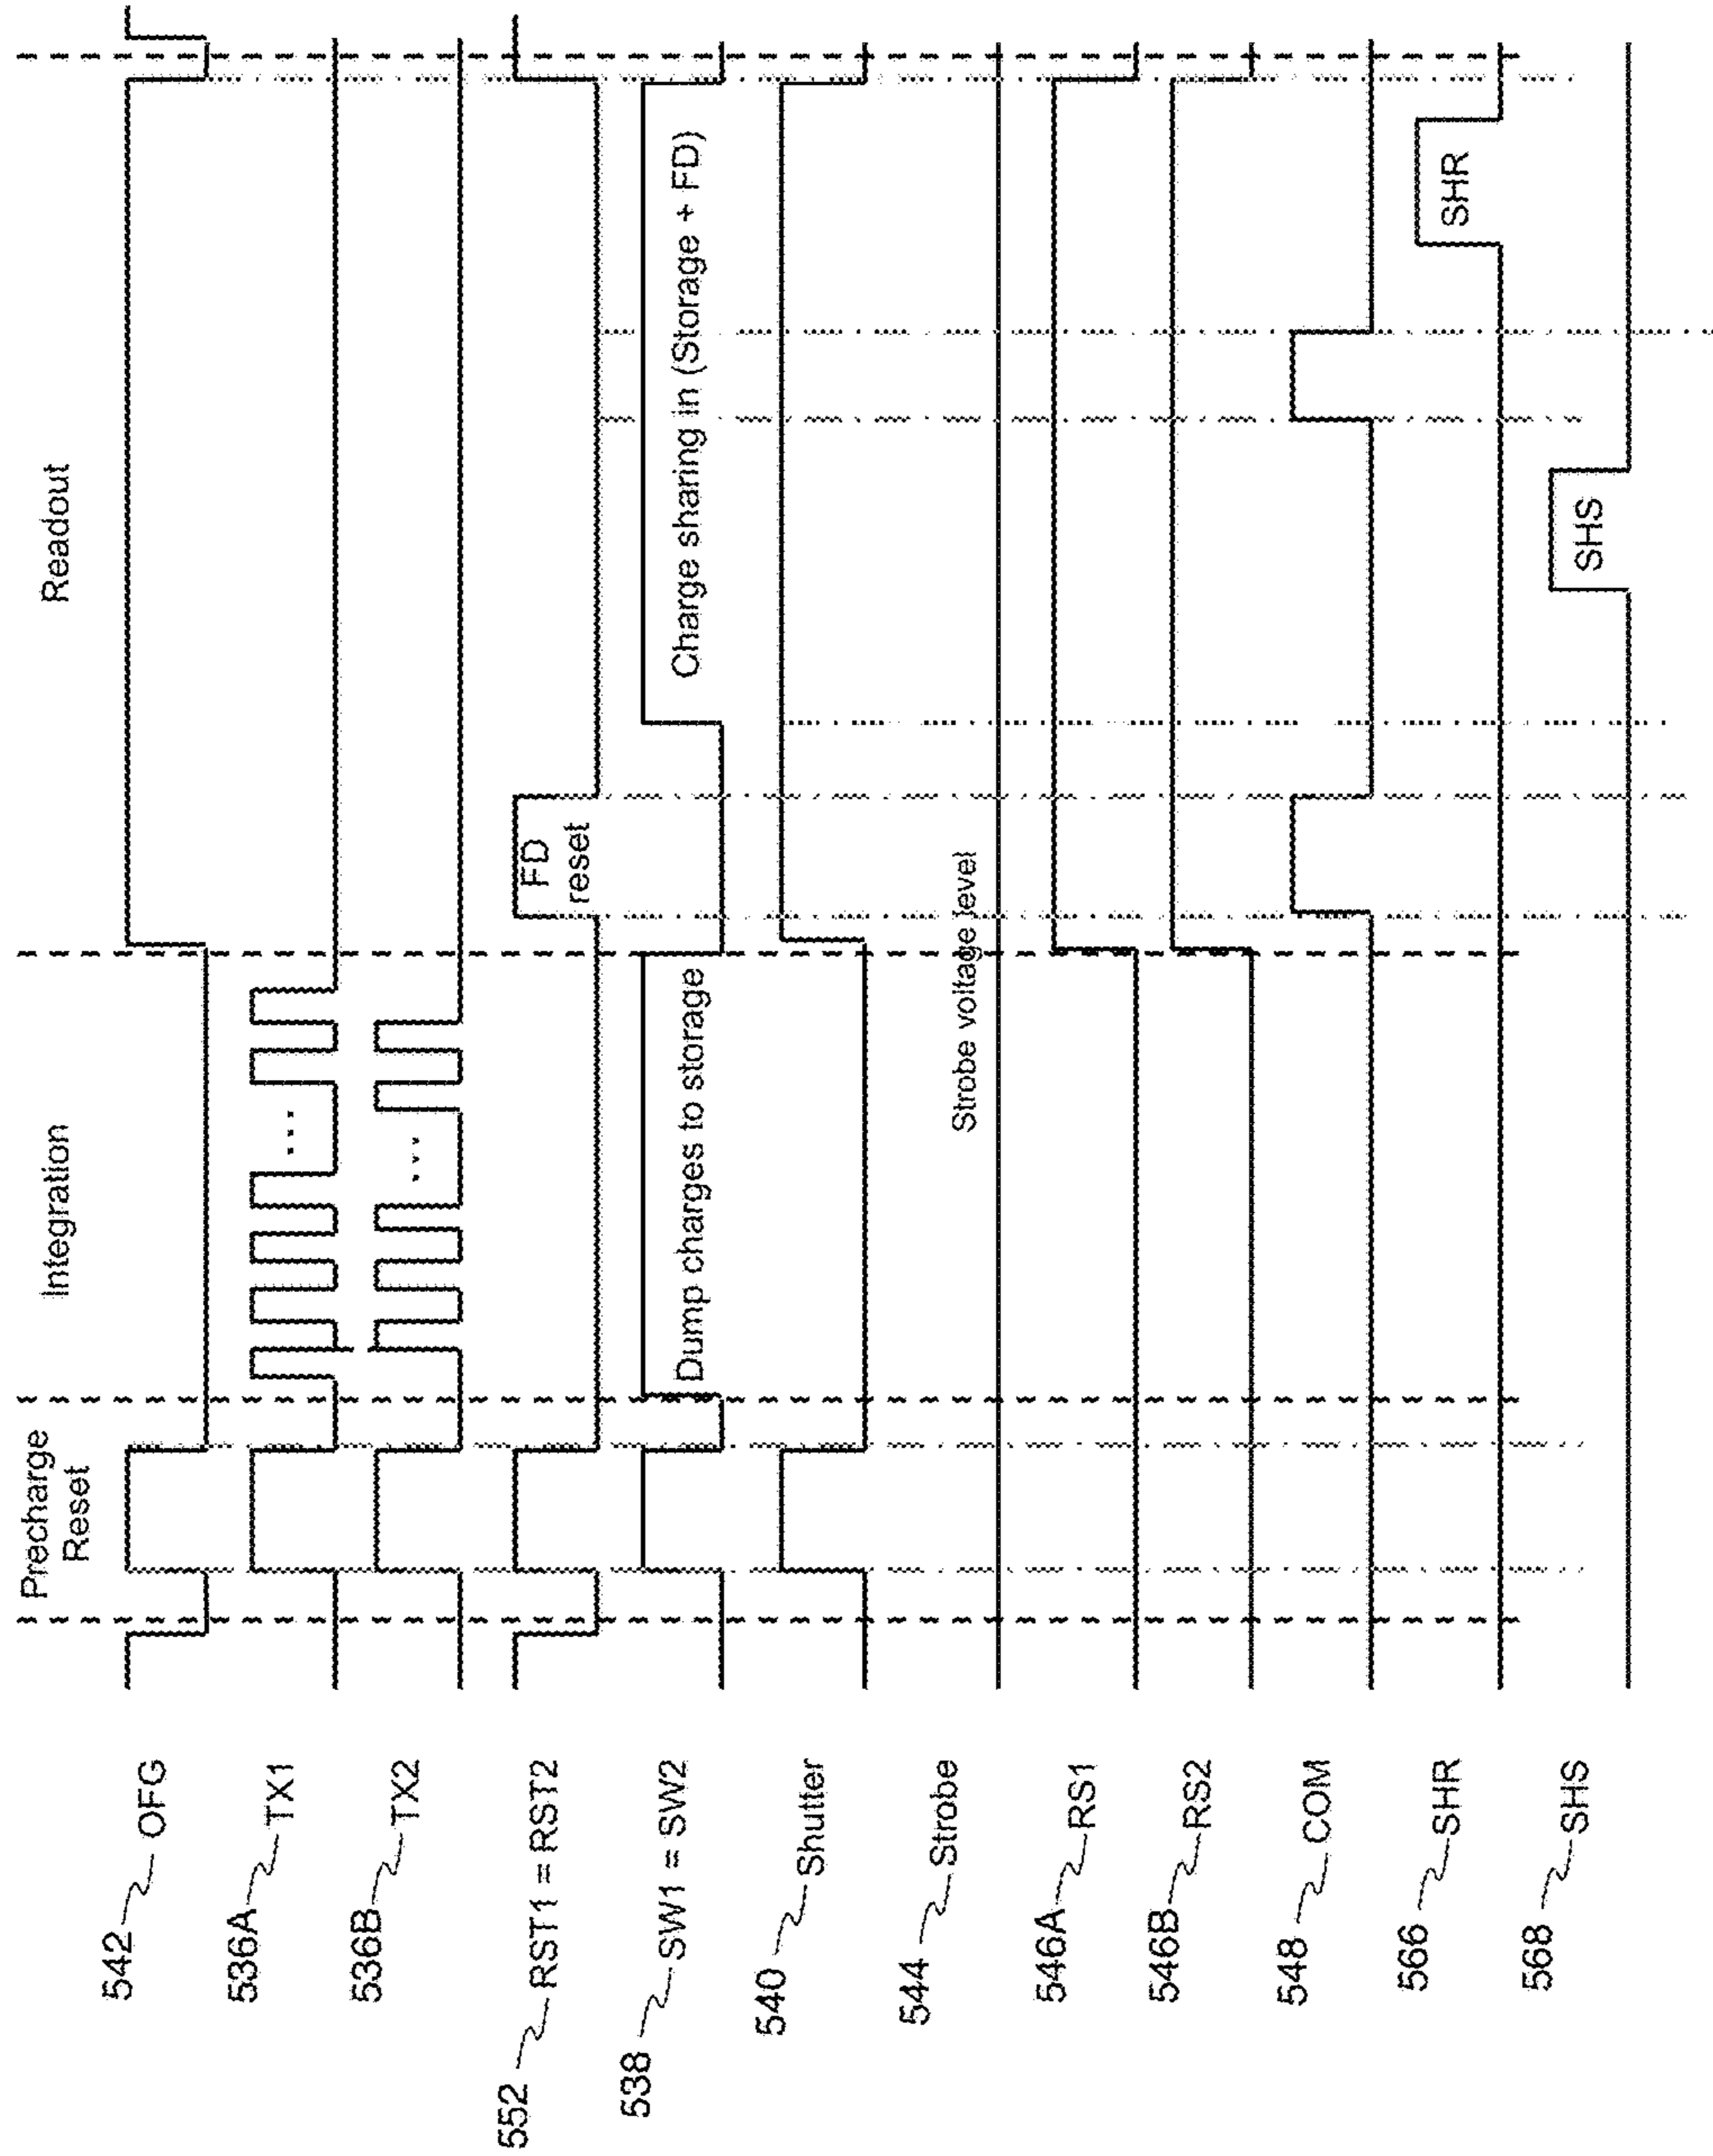 Precharge
Reset
Integration
Readout
542 OFG
536A TX1
...
536B TX2
...
552 RST1 = RST2
FD
reset
538 SW1 = SW2
Dump charges to storage
Charge sharing in (Storage + FD)
540 Shutter
544 Strobe
Strobe voltage level
546A RS1
546B RS2
548 COM
566 SHR
SHR
568 SHS
SHS